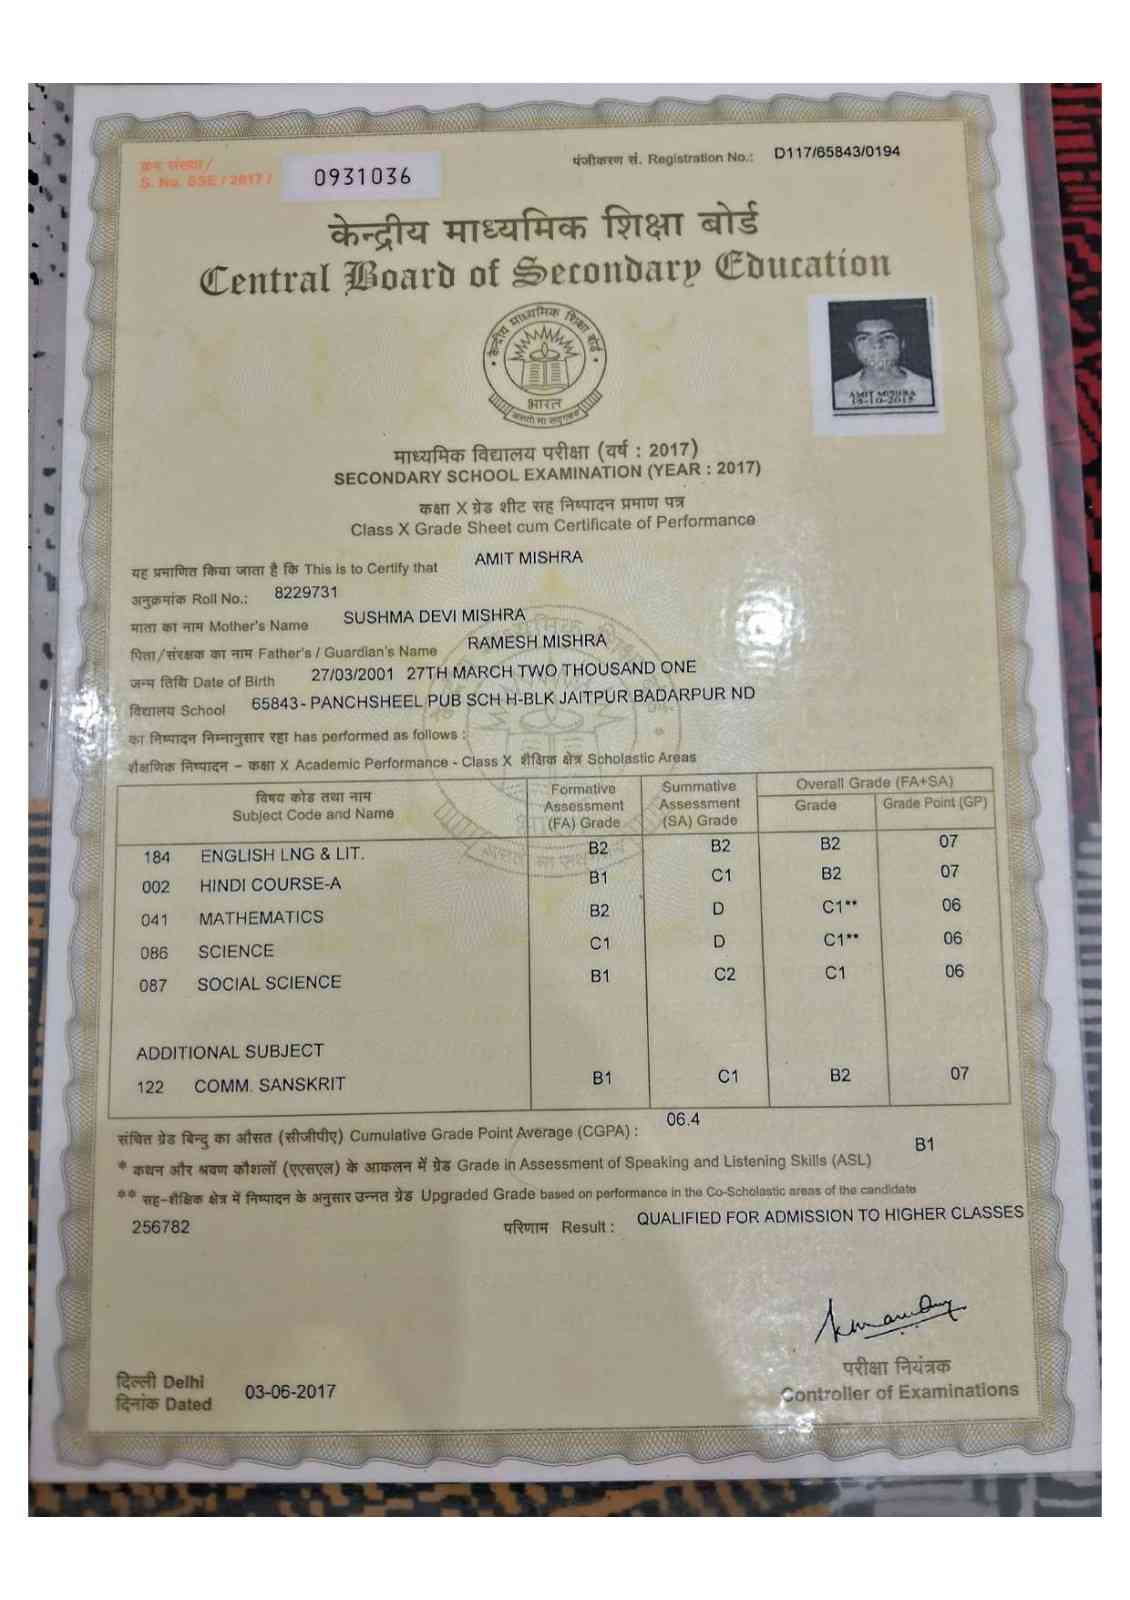 क्रम संख्या/
S. No. SSE / 2017 /
0931036
पंजीकरण सं. Registration No.: D117/65843/0194
केन्द्रीय माध्यमिक शिक्षा बोर्ड
Central Board of Secondary Education
केन्द्रीय माध्यमिक शिक्षा बोर्ड
भारत
असतो मा सद्गमय
AMIT MISHRA
माध्यमिक विद्यालय परीक्षा (वर्ष : 2017)
SECONDARY SCHOOL EXAMINATION (YEAR : 2017)
कक्षा X ग्रेड शीट सह निष्पादन प्रमाण पत्र
Class X Grade Sheet cum Certificate of Performance
यह प्रमाणित किया जाता है कि This is to Certify that AMIT MISHRA
अनुक्रमांक Roll No.: 8229731
माता का नाम Mother's Name SUSHMA DEVI MISHRA
पिता/संरक्षक का नाम Father's / Guardian's Name RAMESH MISHRA
जन्म तिथि Date of Birth 27/03/2001 27TH MARCH TWO THOUSAND ONE
विद्यालय School 65843- PANCHSHEEL PUB SCH H-BLK JAITPUR BADARPUR ND
का निष्पादन निम्नानुसार रहा has performed as follows :
शैक्षणिक निष्पादन – कक्षा X Academic Performance - Class X शैक्षिक क्षेत्र Scholastic Areas
विषय कोड तथा नाम
Subject Code and Name
Formative Assessment (FA) Grade
Summative Assessment (SA) Grade
Overall Grade (FA+SA)
Grade Grade Point (GP)
184 ENGLISH LNG & LIT. B2 B2 B2 07
002 HINDI COURSE-A B1 C1 B2 07
041 MATHEMATICS B2 D C1** 06
086 SCIENCE C1 D C1** 06
087 SOCIAL SCIENCE B1 C2 C1 06
ADDITIONAL SUBJECT
122 COMM. SANSKRIT B1 C1 B2 07
संचित ग्रेड बिन्दु का औसत (सीजीपीए) Cumulative Grade Point Average (CGPA) : 06.4
* कथन और श्रवण कौशलों (एएसएल) के आकलन में ग्रेड Grade in Assessment of Speaking and Listening Skills (ASL) B1
** सह-शैक्षिक क्षेत्र में निष्पादन के अनुसार उन्नत ग्रेड Upgraded Grade based on performance in the Co-Scholastic areas of the candidate
256782 परिणाम Result : QUALIFIED FOR ADMISSION TO HIGHER CLASSES
परीक्षा नियंत्रक
Controller of Examinations
दिल्ली Delhi
दिनांक Dated 03-06-2017